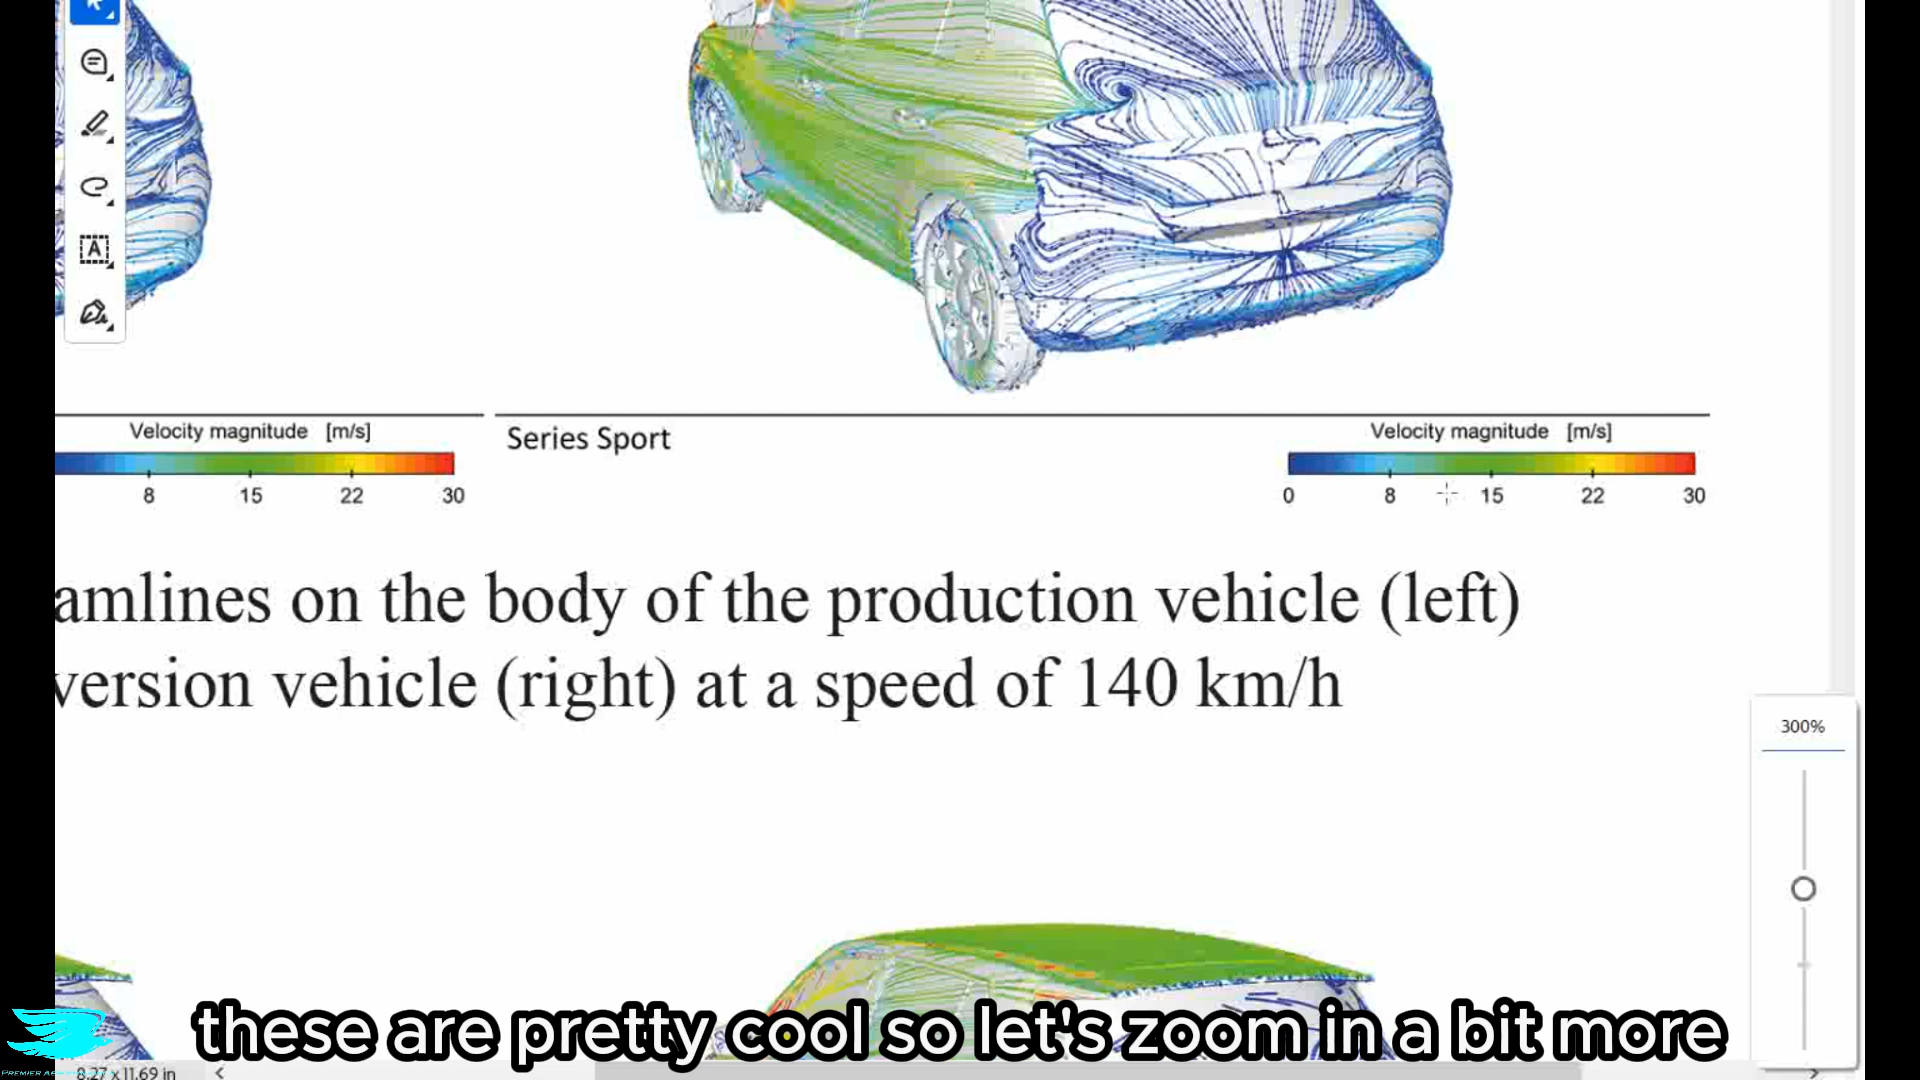 Velocity magnitude [m/s]
8 15 22 30
Series Sport
Velocity magnitude [m/s]
0 8 15 22 30
amlines on the body of the production vehicle (left)
version vehicle (right) at a speed of 140 km/h
300%
these are pretty cool so let's zoom in a bit more
8.27 x 11.69 in